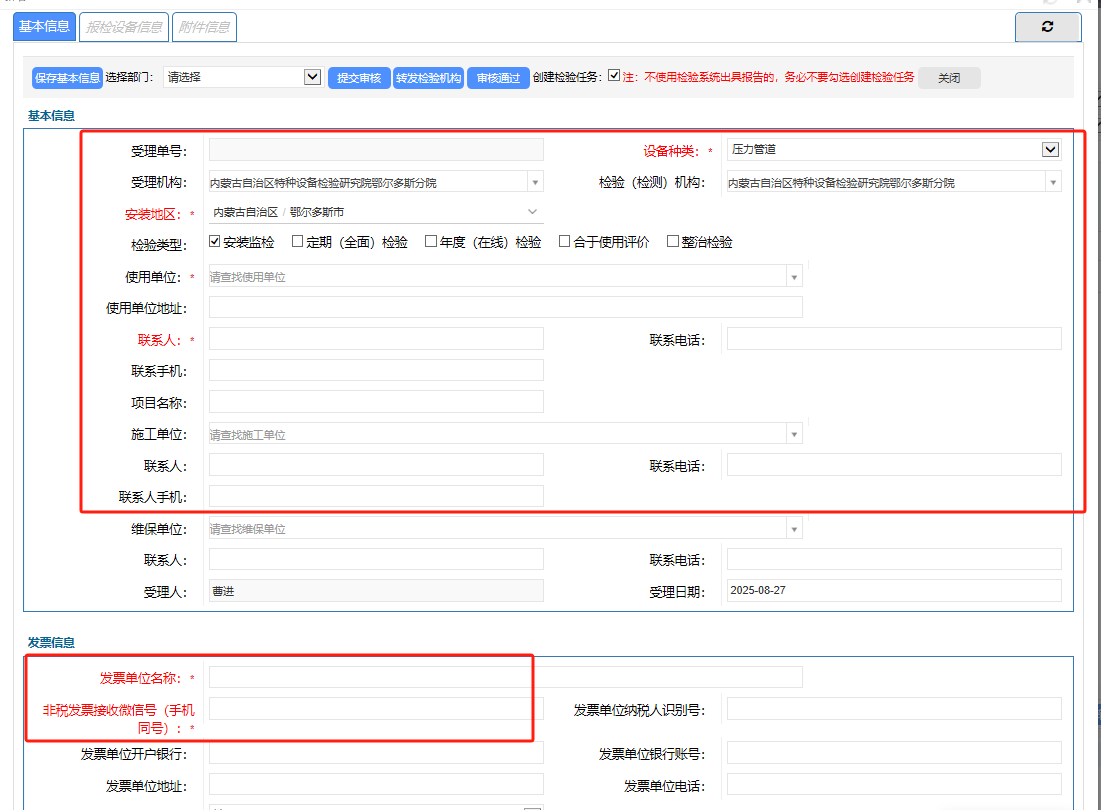 基本信息 报检设备信息 附件信息
保存基本信息 选择部门: 请选择 提交审核 转发检验机构 审核通过 创建检验任务: 注: 不使用检验系统出具报告的，务必不要勾选创建检验任务 关闭
基本信息
受理单号: 设备种类: * 压力管道
受理机构: 内蒙古自治区特种设备检验研究院鄂尔多斯分院 检验（检测）机构: 内蒙古自治区特种设备检验研究院鄂尔多斯分院
安装地区: * 内蒙古自治区 / 鄂尔多斯市
检验类型: 安装监检 定期（全面）检验 年度（在线）检验 合于使用评价 整治检验
使用单位: * 请查找使用单位
使用单位地址:
联系人: * 联系电话:
联系手机:
项目名称:
施工单位: 请查找施工单位
联系人: 联系电话:
联系人手机:
维保单位: 请查找维保单位
联系人: 联系电话:
受理人: 曹进 受理日期: 2025-08-27
发票信息
发票单位名称: *
非税发票接收微信号（手机
同号）: * 发票单位纳税人识别号:
发票单位开户银行: 发票单位银行账号:
发票单位地址: 发票单位电话: